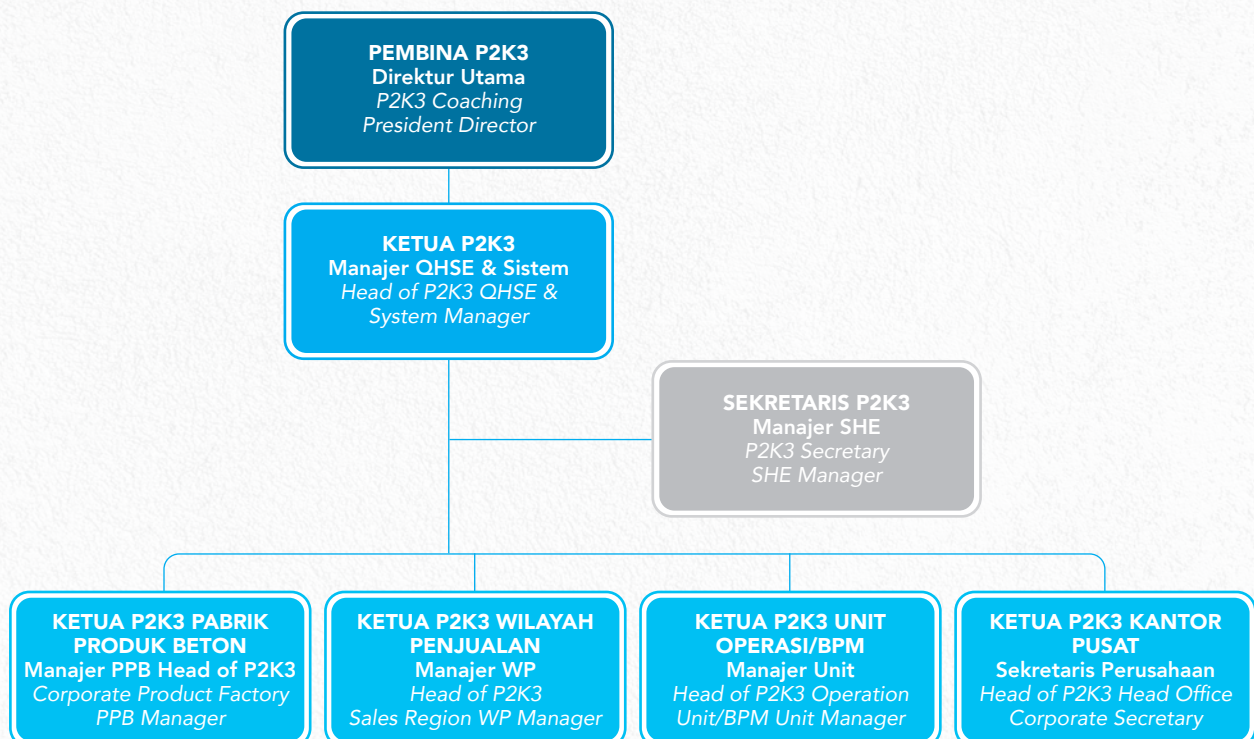 PEMBINA P2K3
Direktur Utama
P2K3 Coaching
President Director
KETUA P2K3
Manajer QHSE & Sistem
Head of P2K3 QHSE &
System Manager
SEKRETARIS P2K3
Manajer SHE
P2K3 Secretary
SHE Manager
KETUA P2K3 PABRIK
PRODUK BETON
Manajer PPB Head of P2K3
Corporate Product Factory
PPB Manager
KETUA P2K3 WILAYAH
PENJUALAN
Manajer WP
Head of P2K3
Sales Region WP Manager
KETUA P2K3 UNIT
OPERASI/BPM
Manajer Unit
Head of P2K3 Operation
Unit/BPM Unit Manager
KETUA P2K3 KANTOR
PUSAT
Sekretaris Perusahaan
Head of P2K3 Head Office
Corporate Secretary